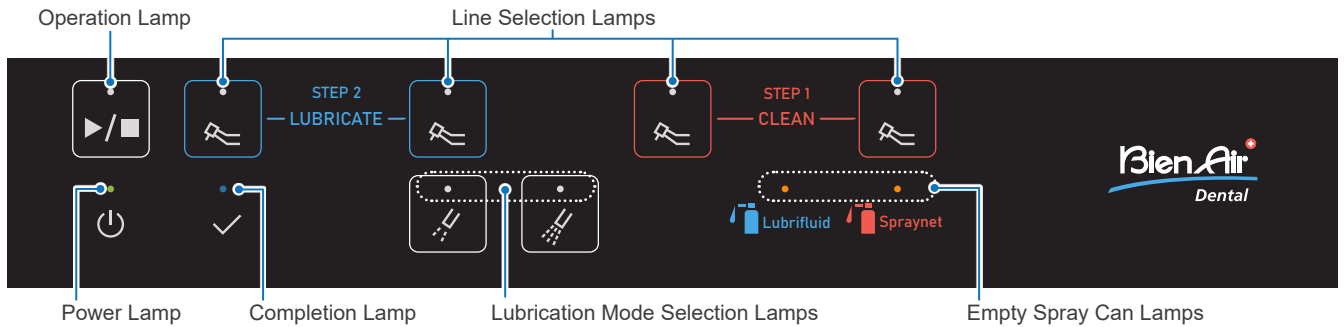 Operation Lamp
Line Selection Lamps
STEP 2
LUBRICATE
STEP 1
CLEAN
Bien Air
Dental
Lubrifluid
Spraynet
Power Lamp
Completion Lamp
Lubrication Mode Selection Lamps
Empty Spray Can Lamps